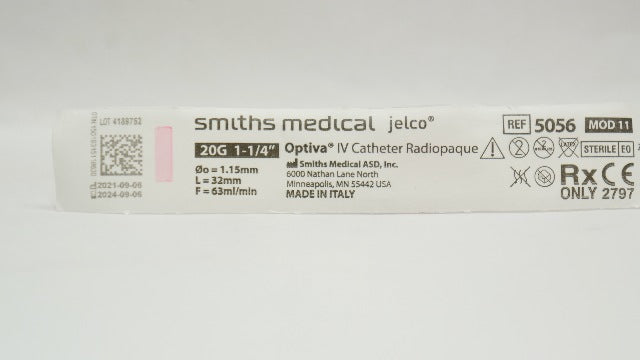 LOT 4188752
2021-09-06
2024-09-06
smiths medical jelco®
20G 1-1/4" Optiva® IV Catheter Radiopaque
Øo = 1.15mm
L = 32mm
F = 63ml/min
Smiths Medical ASD, Inc.
6000 Nathan Lane North
Minneapolis, MN 55442 USA
MADE IN ITALY
REF 5056 MOD 11
STERILE EO
Rx CE
ONLY 2797